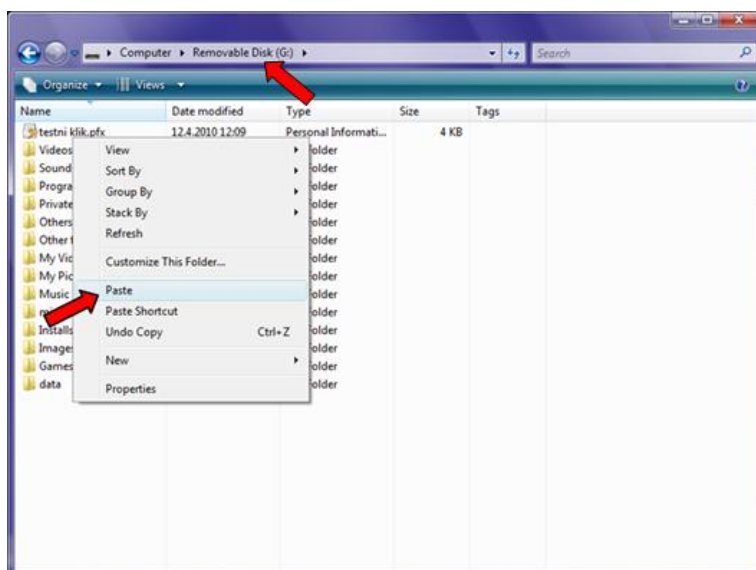 Computer ▸ Removable Disk (G:) ▸ Search
Organize Views
Name Date modified Type Size Tags
testni klik.pfx 12.4.2010 12:09 Personal Informati... 4 KB
Videos
Sound
Progra
Private
Others
Other f
My Vid
My Pic
Music
Installs
Images
Games
data
View
Sort By
Group By
Stack By
Refresh
Customize This Folder...
Paste
Paste Shortcut
Undo Copy Ctrl+Z
New
Properties
older
older
older
older
older
older
older
older
older
older
older
older
older